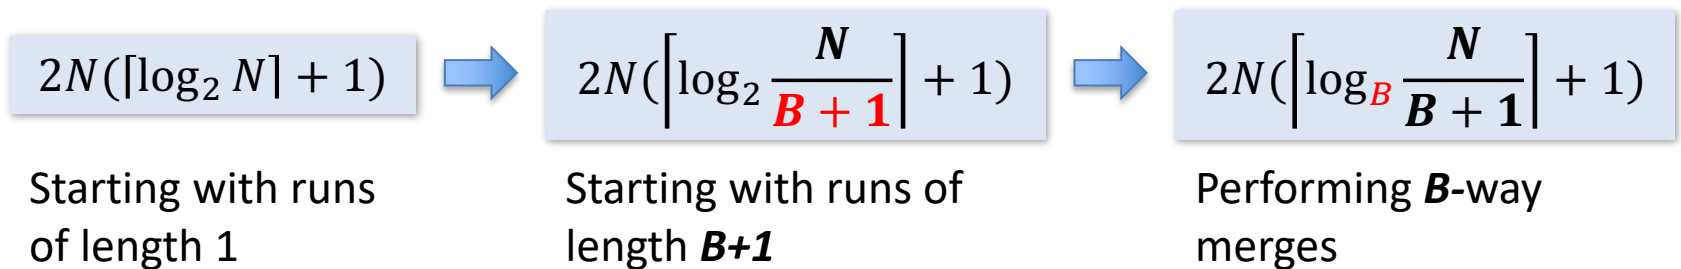 2N(⌈log₂ N⌉ + 1)
2N(⌈log₂ N/(B + 1)⌉ + 1)
2N(⌈log_B N/(B + 1)⌉ + 1)
Starting with runs
of length 1
Starting with runs of
length B+1
Performing B-way
merges